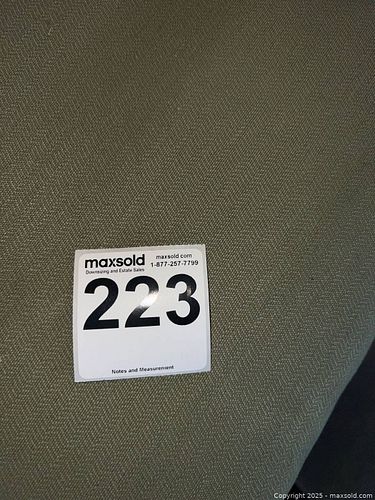 maxsold
Downsizing and Estate Sales
maxsold.com
1-877-257-7799
223
Notes and Measurement
Copyright 2025 - maxsold.com